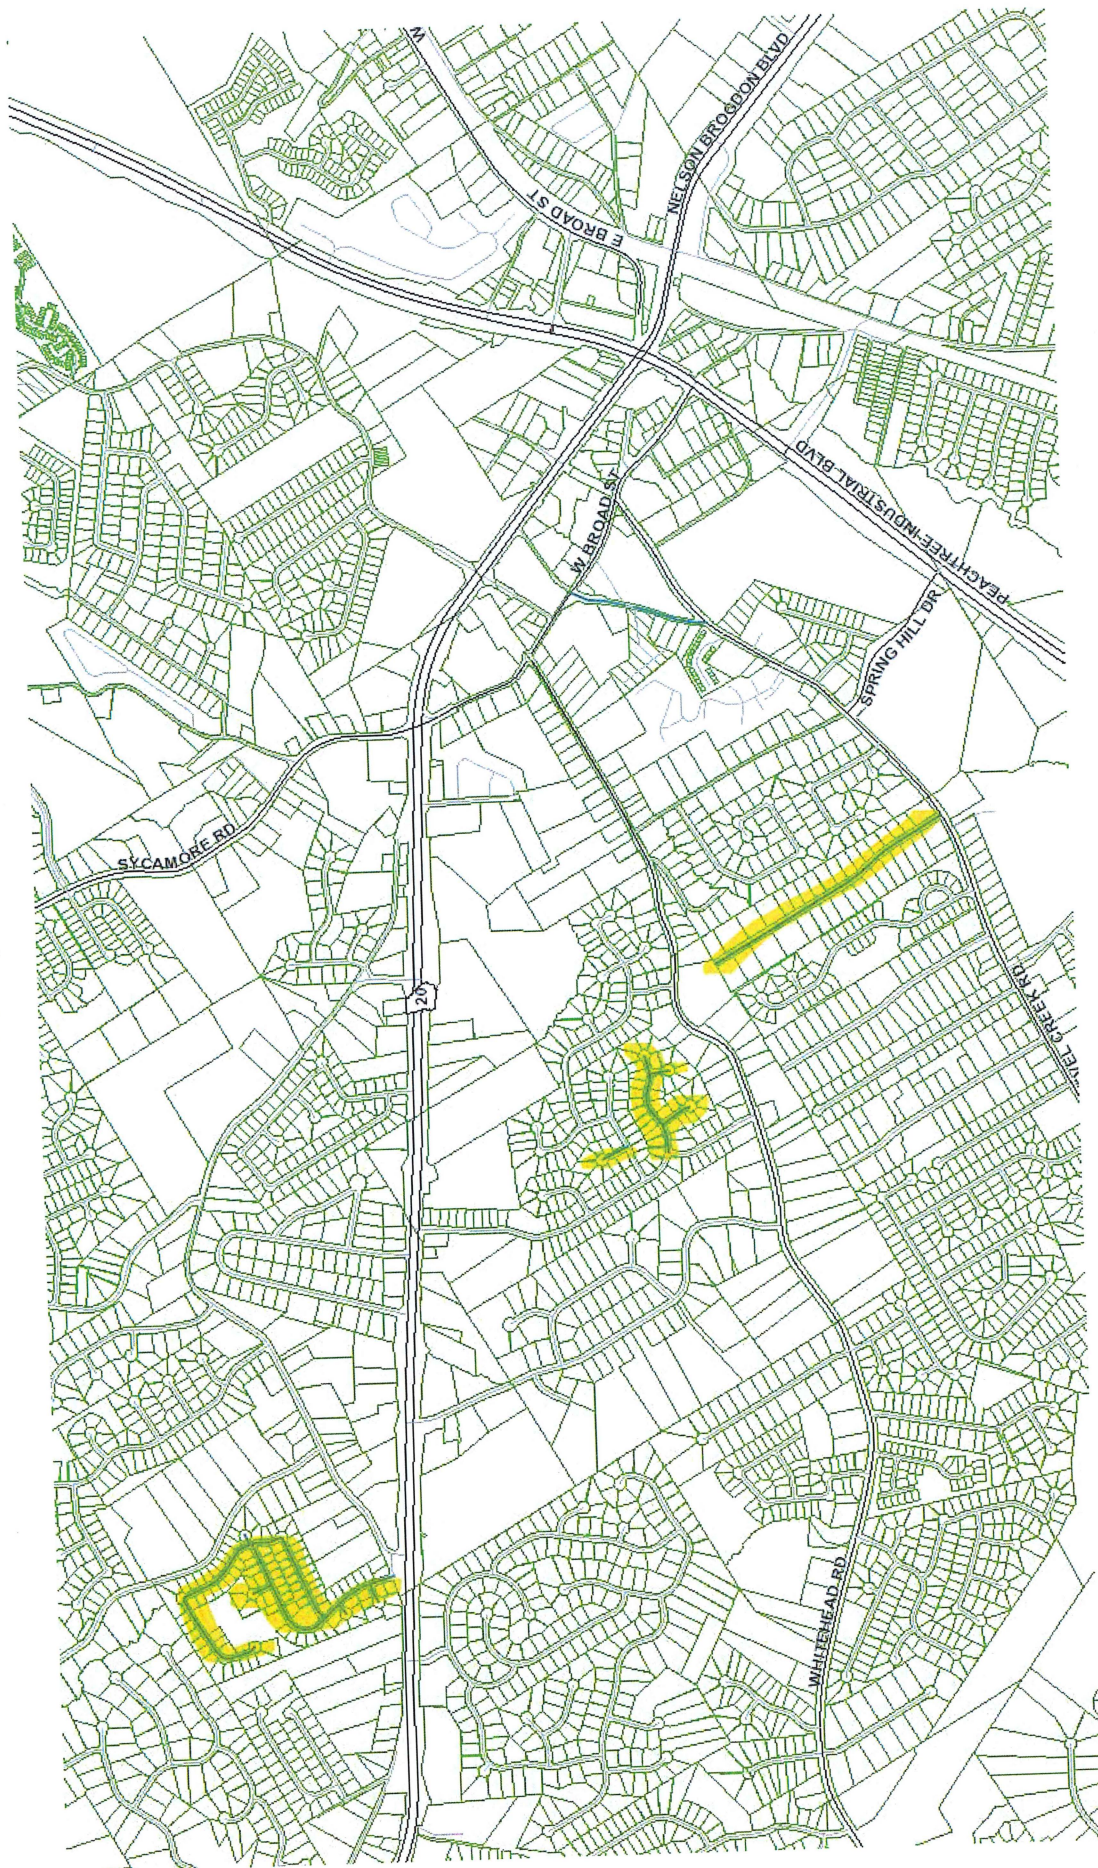 W
NELSON BROGDON BLVD
E BROAD ST
W BROAD ST
PEACHTREE INDUSTRIAL BLVD
SPRING HILL DR
SYCAMORE RD
20
CREEK RD
WHITEHEAD RD